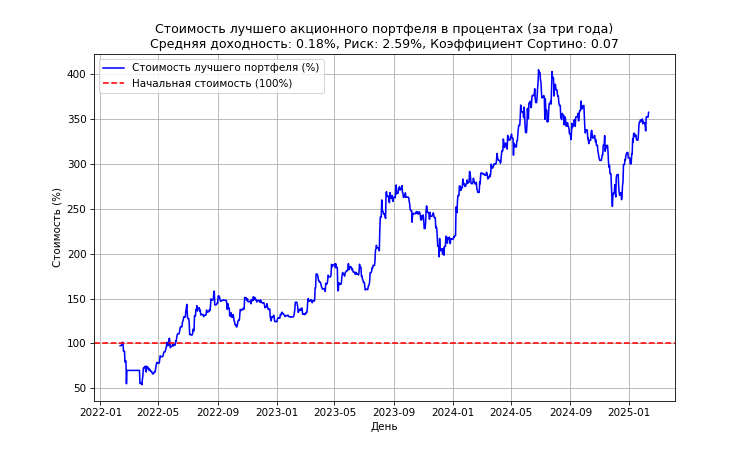 Стоимость лучшего акционного портфеля в процентах (за три года)
Средняя доходность: 0.18%, Риск: 2.59%, Коэффициент Сортино: 0.07
Стоимость лучшего портфеля (%)
Начальная стоимость (100%)
Стоимость (%)
400
350
300
250
200
150
100
50
2022-01 2022-05 2022-09 2023-01 2023-05 2023-09 2024-01 2024-05 2024-09 2025-01
День